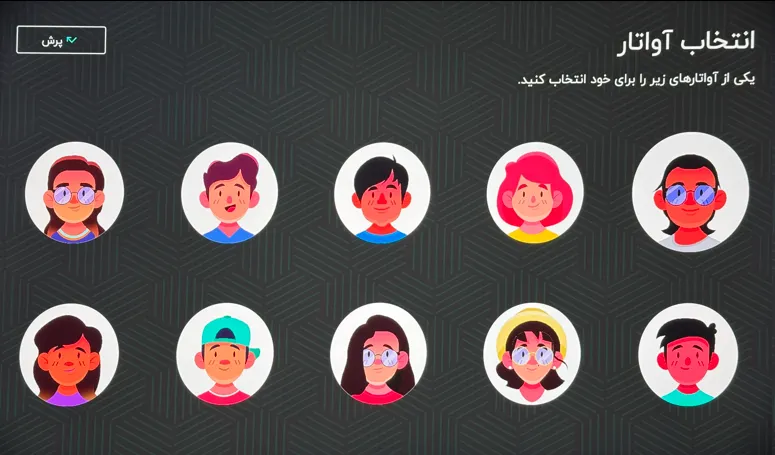 انتخاب آواتار
یکی از آواتارهای زیر را برای خود انتخاب کنید.
پرش